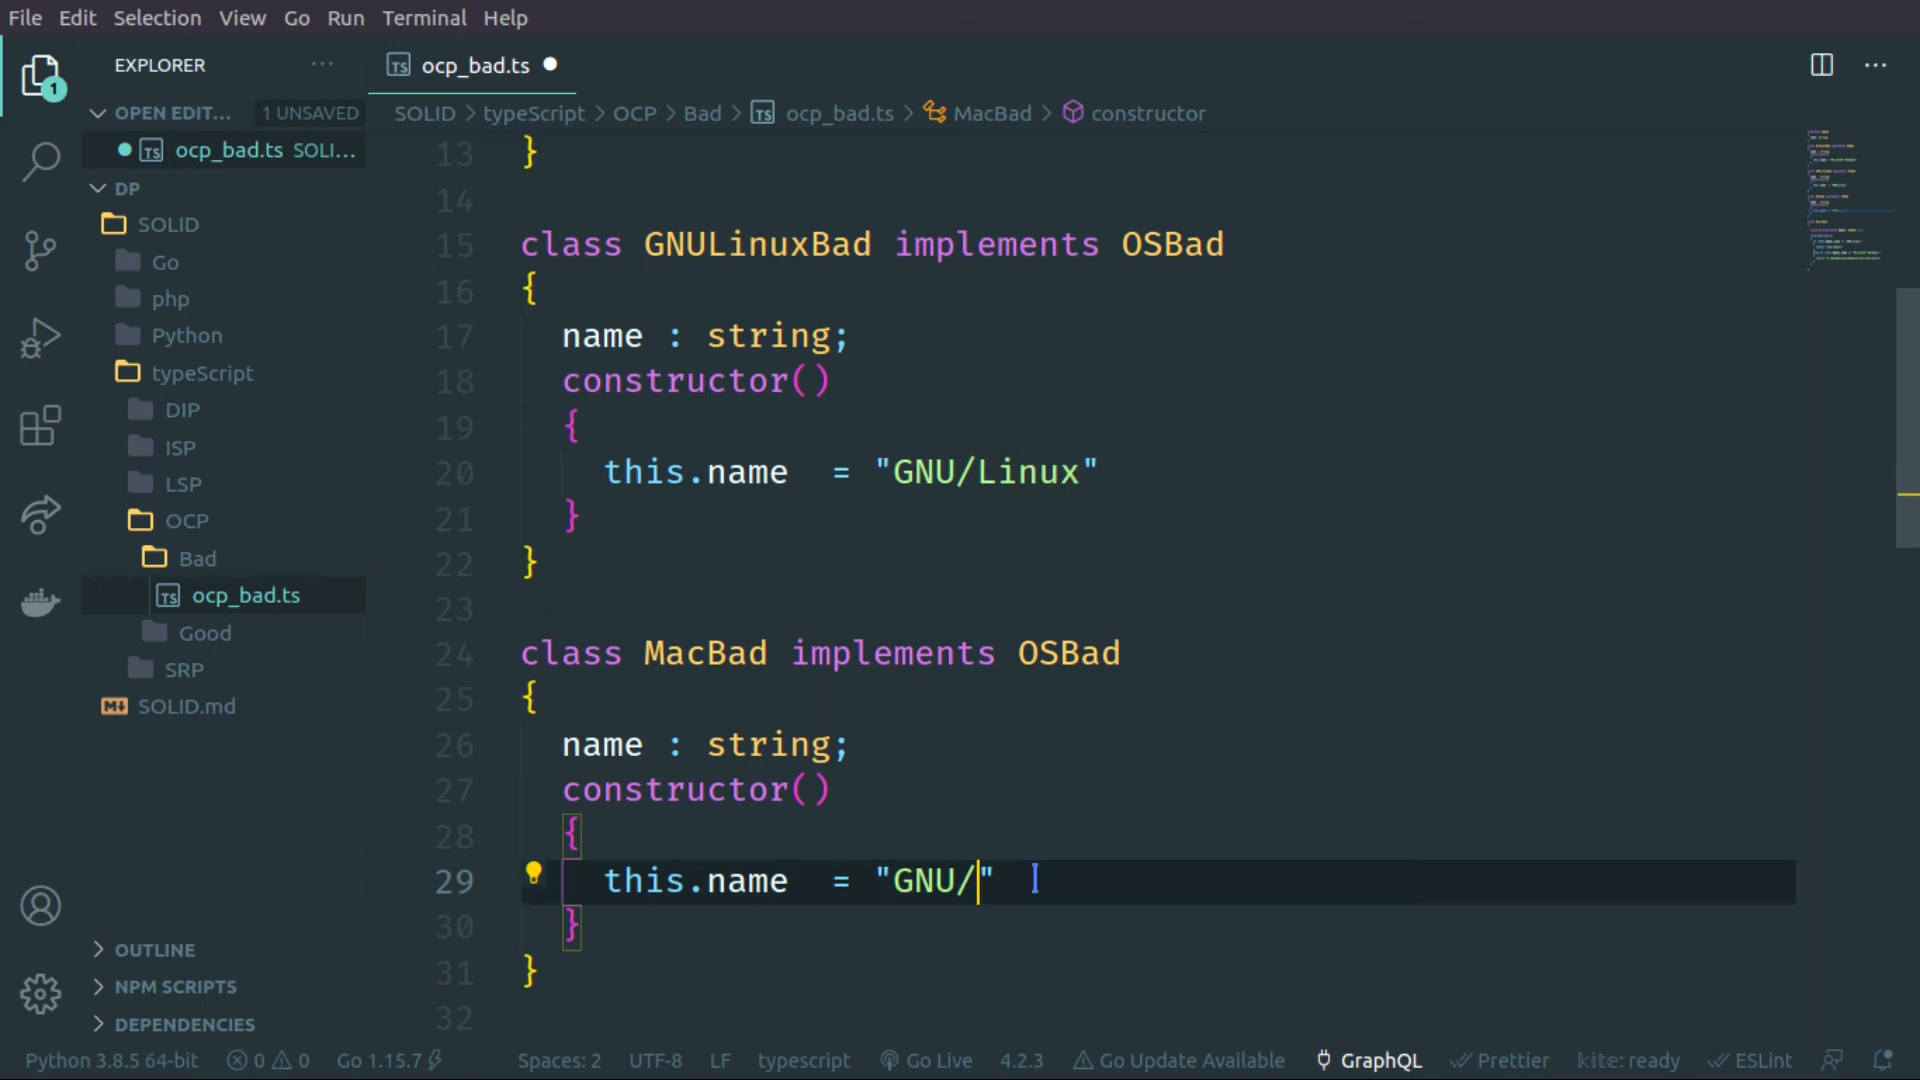 File Edit Selection View Go Run Terminal Help
EXPLORER ···
TS ocp_bad.ts ●
OPEN EDIT... 1 UNSAVED
SOLID > typeScript > OCP > Bad > TS ocp_bad.ts > MacBad > constructor
TS ocp_bad.ts SOLI...
DP
SOLID
Go
php
Python
typeScript
DIP
ISP
LSP
OCP
Bad
TS ocp_bad.ts
Good
SRP
SOLID.md
OUTLINE
NPM SCRIPTS
DEPENDENCIES
1
13 }
14
15 class GNULinuxBad implements OSBad
16 {
17 name : string;
18 constructor()
19 {
20 this.name = "GNU/Linux"
21 }
22 }
23
24 class MacBad implements OSBad
25 {
26 name : string;
27 constructor()
28 {
29 this.name = "GNU/"
30 }
31 }
32
Python 3.8.5 64-bit 0 0 Go 1.15.7 Spaces: 2 UTF-8 LF typescript Go Live 4.2.3 Go Update Available GraphQL Prettier kite: ready ESLint